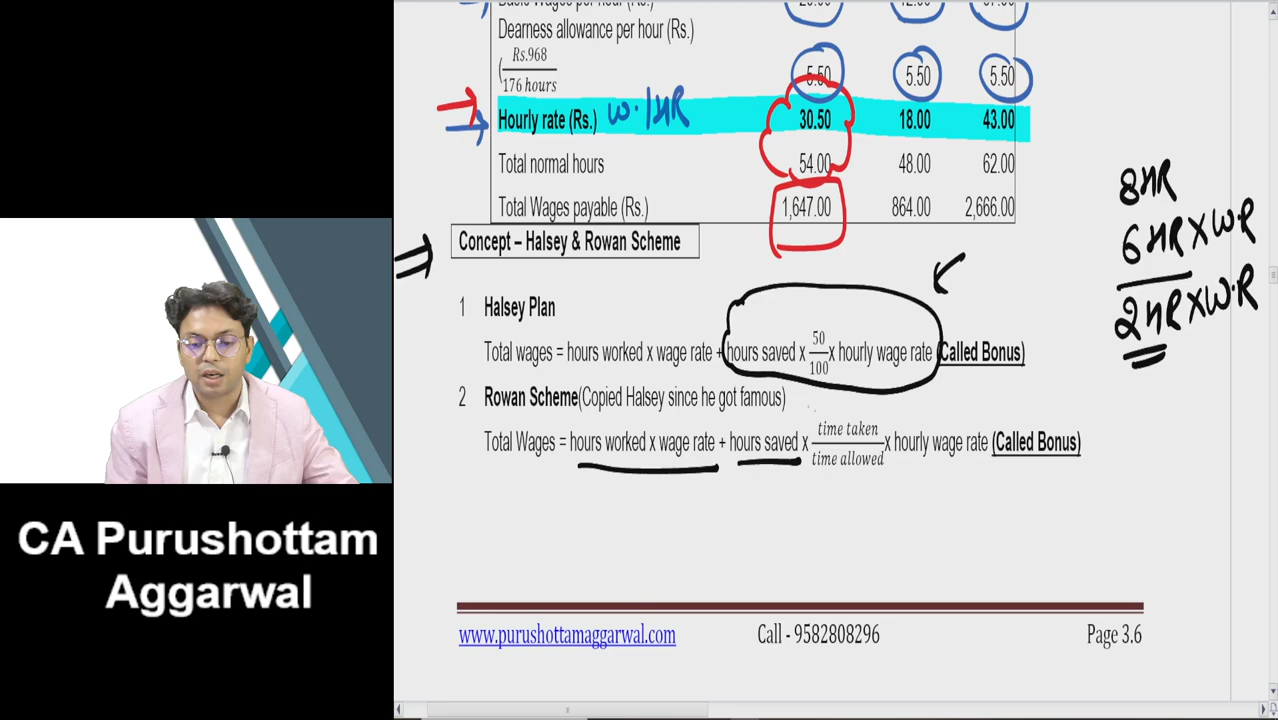 Dearness allowance per hour (Rs.)
(Rs.968 / 176 hours 5.50 5.50 5.50
Hourly rate (Rs.) W.1HR 30.50 18.00 43.00
Total normal hours 54.00 48.00 62.00
Total Wages payable (Rs.) 1,647.00 864.00 2,666.00
8HR
6HR X W.R
2HR X W.R
Concept – Halsey & Rowan Scheme
1 Halsey Plan
Total wages = hours worked x wage rate + hours saved x 50/100 x hourly wage rate (Called Bonus)
2 Rowan Scheme(Copied Halsey since he got famous)
Total Wages = hours worked x wage rate + hours saved x time taken/time allowed x hourly wage rate (Called Bonus)
CA Purushottam
Aggarwal
www.purushottamaggarwal.com Call - 9582808296 Page 3.6